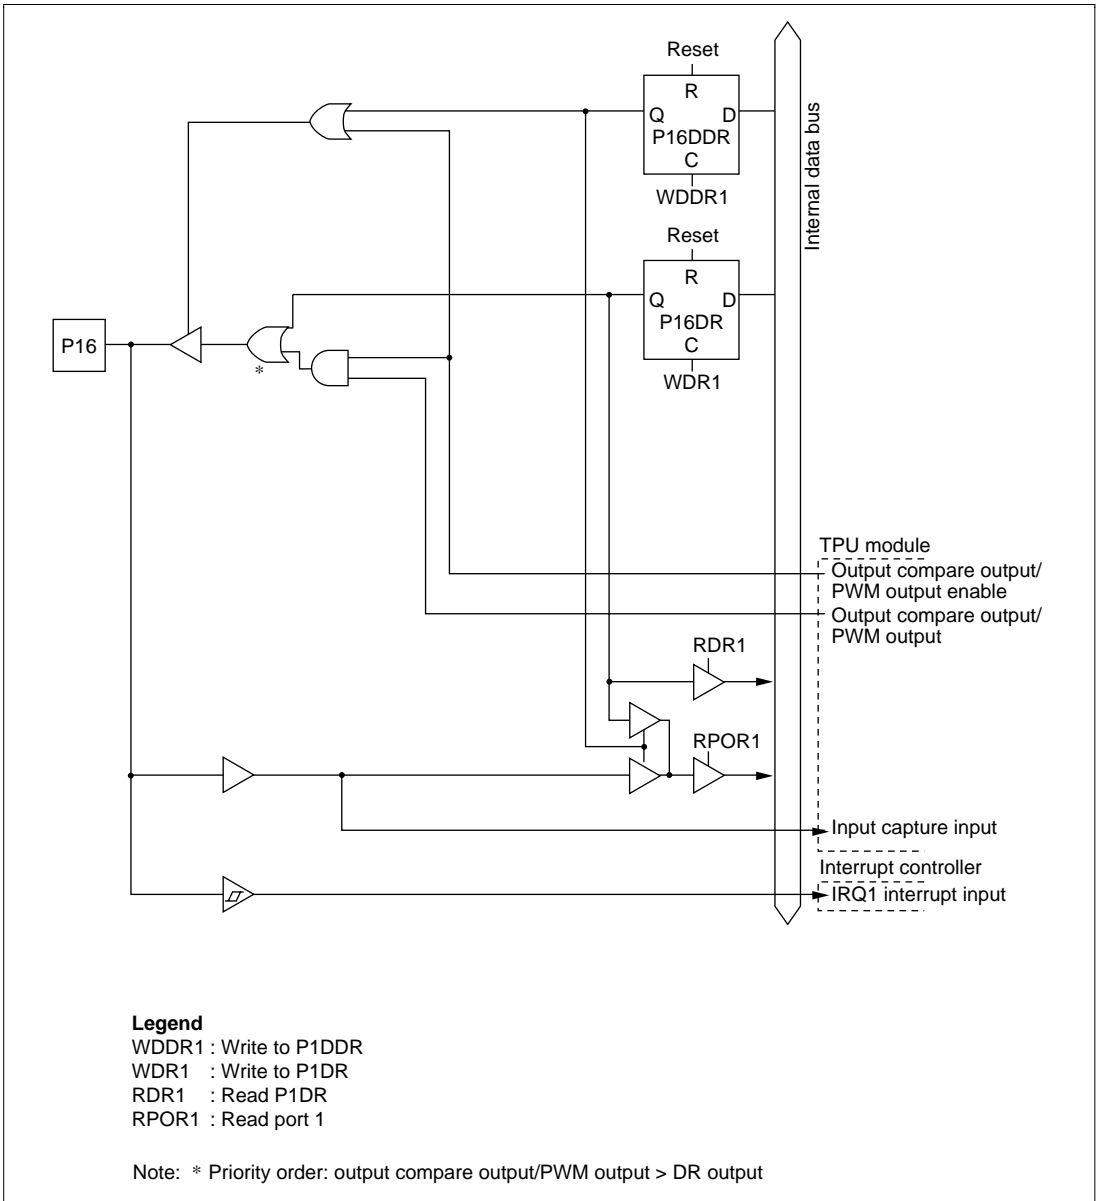 Reset
R
Q D
P16DDR
C
WDDR1
Internal data bus
Reset
R
Q D
P16DR
C
WDR1
P16
*
TPU module
Output compare output/
PWM output enable
Output compare output/
PWM output
RDR1
RPOR1
Input capture input
Interrupt controller
IRQ1 interrupt input
Legend
WDDR1 : Write to P1DDR
WDR1 : Write to P1DR
RDR1 : Read P1DR
RPOR1 : Read port 1
Note: * Priority order: output compare output/PWM output > DR output